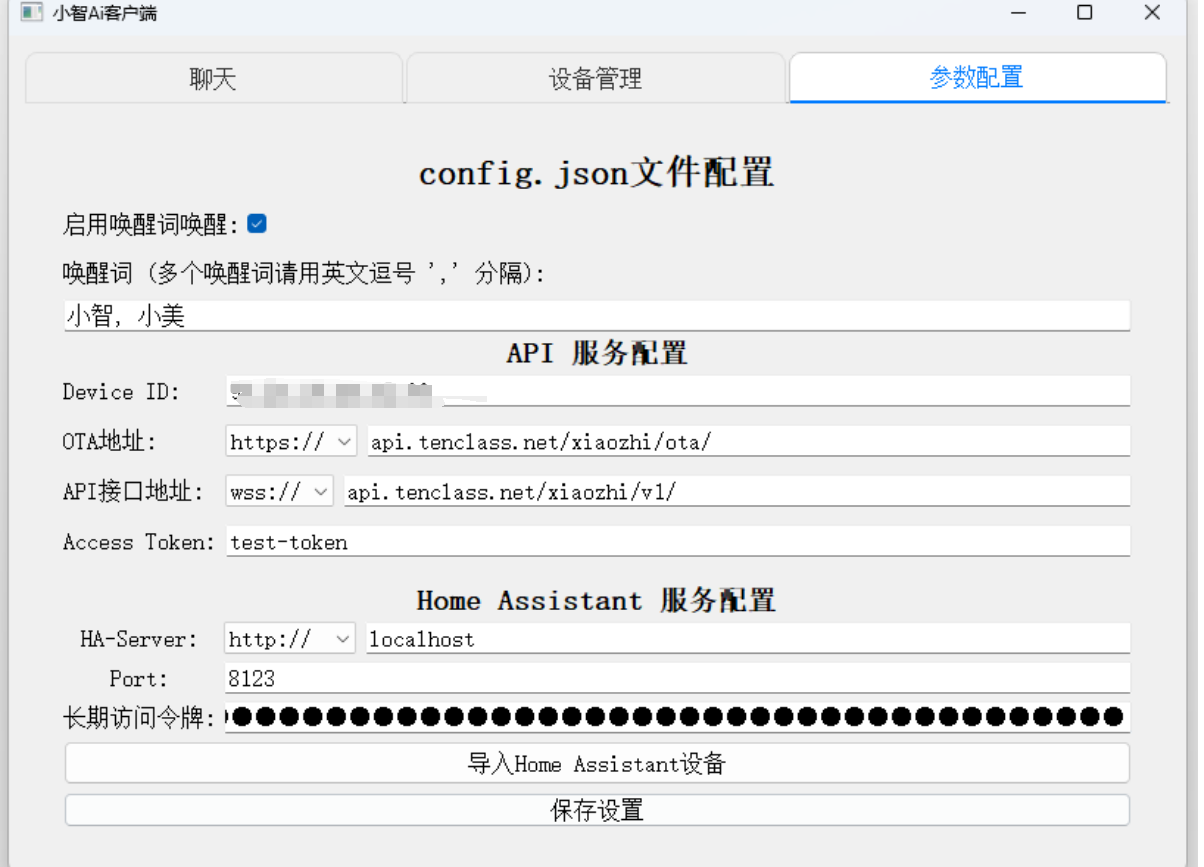 小智Ai客户端
聊天 设备管理 参数配置
config.json文件配置
启用唤醒词唤醒:
唤醒词 (多个唤醒词请用英文逗号 ',' 分隔):
小智, 小美
API 服务配置
Device ID:
OTA地址: https:// api.tenclass.net/xiaozhi/ota/
API接口地址: wss:// api.tenclass.net/xiaozhi/v1/
Access Token: test-token
Home Assistant 服务配置
HA-Server: http:// localhost
Port: 8123
长期访问令牌:
导入Home Assistant设备
保存设置